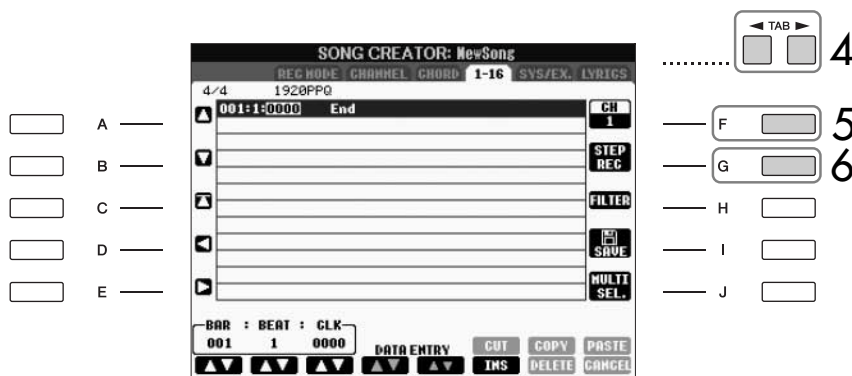 ◄ TAB ►
4
SONG CREATOR: NewSong
REC MODE CHANNEL CHORD 1-16 SYS/EX. LYRICS
4/4 1920PPQ
001:1:0000 End
CH
1
A
F
5
STEP
REC
B
G
6
C
FILTER
H
D
SAVE
I
E
MULTI
SEL.
J
BAR : BEAT : CLK
001 1 0000
DATA ENTRY
CUT COPY PASTE
INS DELETE CANCEL